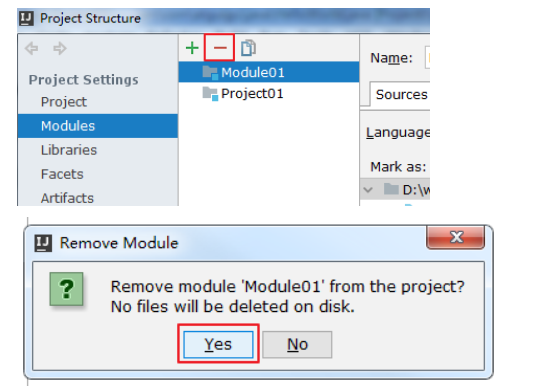 Project Structure
Name:
Project Settings
Module01
Project01
Project
Sources
Modules
Language
Libraries
Facets
Mark as:
Artifacts
D:\w
Remove Module
Remove module 'Module01' from the project?
No files will be deleted on disk.
Yes
No